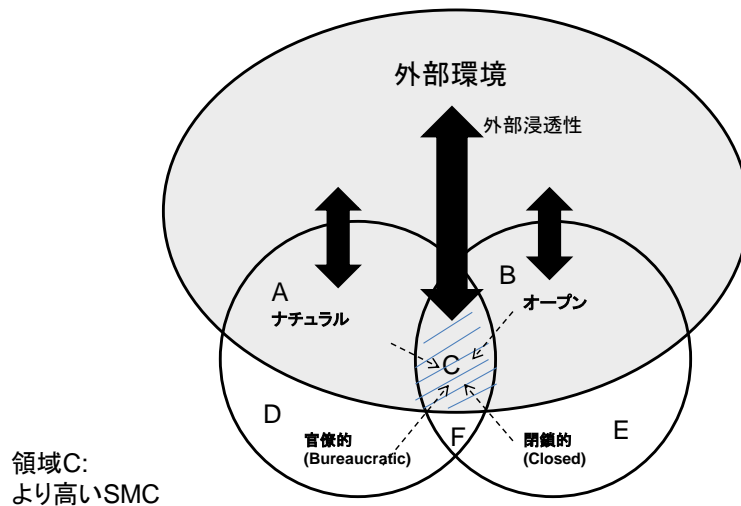 外部環境
外部浸透性
A
ナチュラル
B
オープン
C
D
官僚的
(Bureaucratic)
F
閉鎖的
(Closed)
E
領域C:
より高いSMC